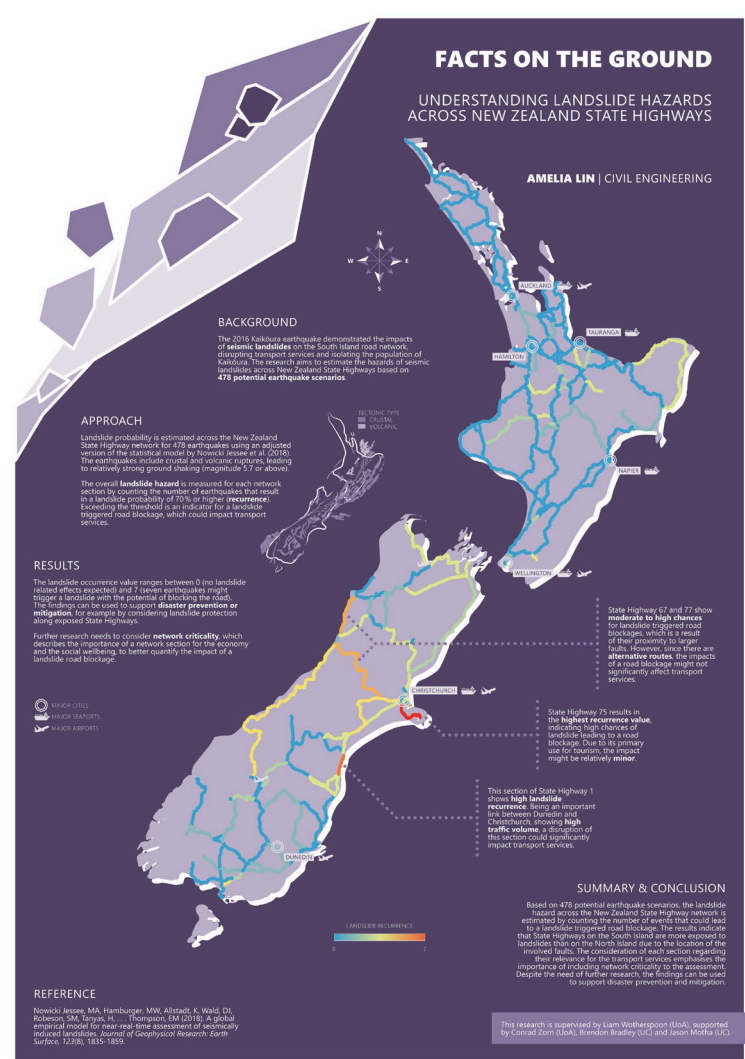 FACTS ON THE GROUND
UNDERSTANDING LANDSLIDE HAZARDS
ACROSS NEW ZEALAND STATE HIGHWAYS
AMELIA LIN | CIVIL ENGINEERING
N
W
E
S
AUCKLAND
TAURANGA
HAMILTON
NAPIER
WELLINGTON
BACKGROUND
The 2016 Kaikōura earthquake demonstrated the impacts
of seismic landslides on the South Island road network,
disrupting transport services and isolating the population of
Kaikōura. The research aims to estimate the hazards of seismic
landslides across New Zealand State Highways based on
478 potential earthquake scenarios.
APPROACH
Landslide probability is estimated across the New Zealand
State Highway network for 478 earthquakes using an adjusted
version of the statistical model by Nowicki Jessee et al. (2018).
The earthquakes include crustal and volcanic ruptures, leading
to relatively strong ground shaking (magnitude 5.7 or above).
The overall landslide hazard is measured for each network
section by counting the number of earthquakes that result
in a landslide probability of 70% or higher (recurrence).
Exceeding the threshold is an indicator for a landslide
triggered road blockage, which could impact transport
services.
TECTONIC TYPE
CRUSTAL
VOLCANIC
RESULTS
The landslide occurrence value ranges between 0 (no landslide
related effects expected) and 7 (seven earthquakes might
trigger a landslide with the potential of blocking the road).
The findings can be used to support disaster prevention or
mitigation, for example by considering landslide protection
along exposed State Highways.
Further research needs to consider network criticality, which
describes the importance of a network section for the economy
and the social wellbeing, to better quantify the impact of a
landslide road blockage.
MAJOR CITIES
MAJOR SEAPORTS
MAJOR AIRPORTS
CHRISTCHURCH
DUNEDIN
State Highway 67 and 77 show
moderate to high chances
for landslide triggered road
blockages, which is a result
of their proximity to larger
faults. However, since there are
alternative routes, the impacts
of a road blockage might not
significantly affect transport
services.
State Highway 75 results in
the highest recurrence value,
indicating high chances of
landslide leading to a road
blockage. Due to its primary
use for tourism, the impact
might be relatively minor.
This section of State Highway 1
shows high landslide
recurrence. Being an important
link between Dunedin and
Christchurch, showing high
traffic volume, a disruption of
this section could significantly
impact transport services.
LANDSLIDE RECURRENCE
0
7
SUMMARY & CONCLUSION
Based on 478 potential earthquake scenarios, the landslide
hazard across the New Zealand State Highway network is
estimated by counting the number of events that could lead
to a landslide triggered road blockage. The results indicate
that State Highways on the South Island are more exposed to
landslides than on the North Island due to the location of the
involved faults. The consideration of each section regarding
their relevance for the transport services emphasises the
importance of including network criticality to the assessment.
Despite the need of further research, the findings can be used
to support disaster prevention and mitigation.
REFERENCE
Nowicki Jessee, MA, Hamburger, MW, Allstadt, K, Wald, DJ,
Robeson, SM, Tanyas, H, . . . Thompson, EM (2018). A global
empirical model for near-real-time assessment of seismically
induced landslides. Journal of Geophysical Research: Earth
Surface, 123(8), 1835-1859.
This research is supervised by Liam Wotherspoon (UoA), supported
by Conrad Zorn (UoA), Brendon Bradley (UC) and Jason Motha (UC).